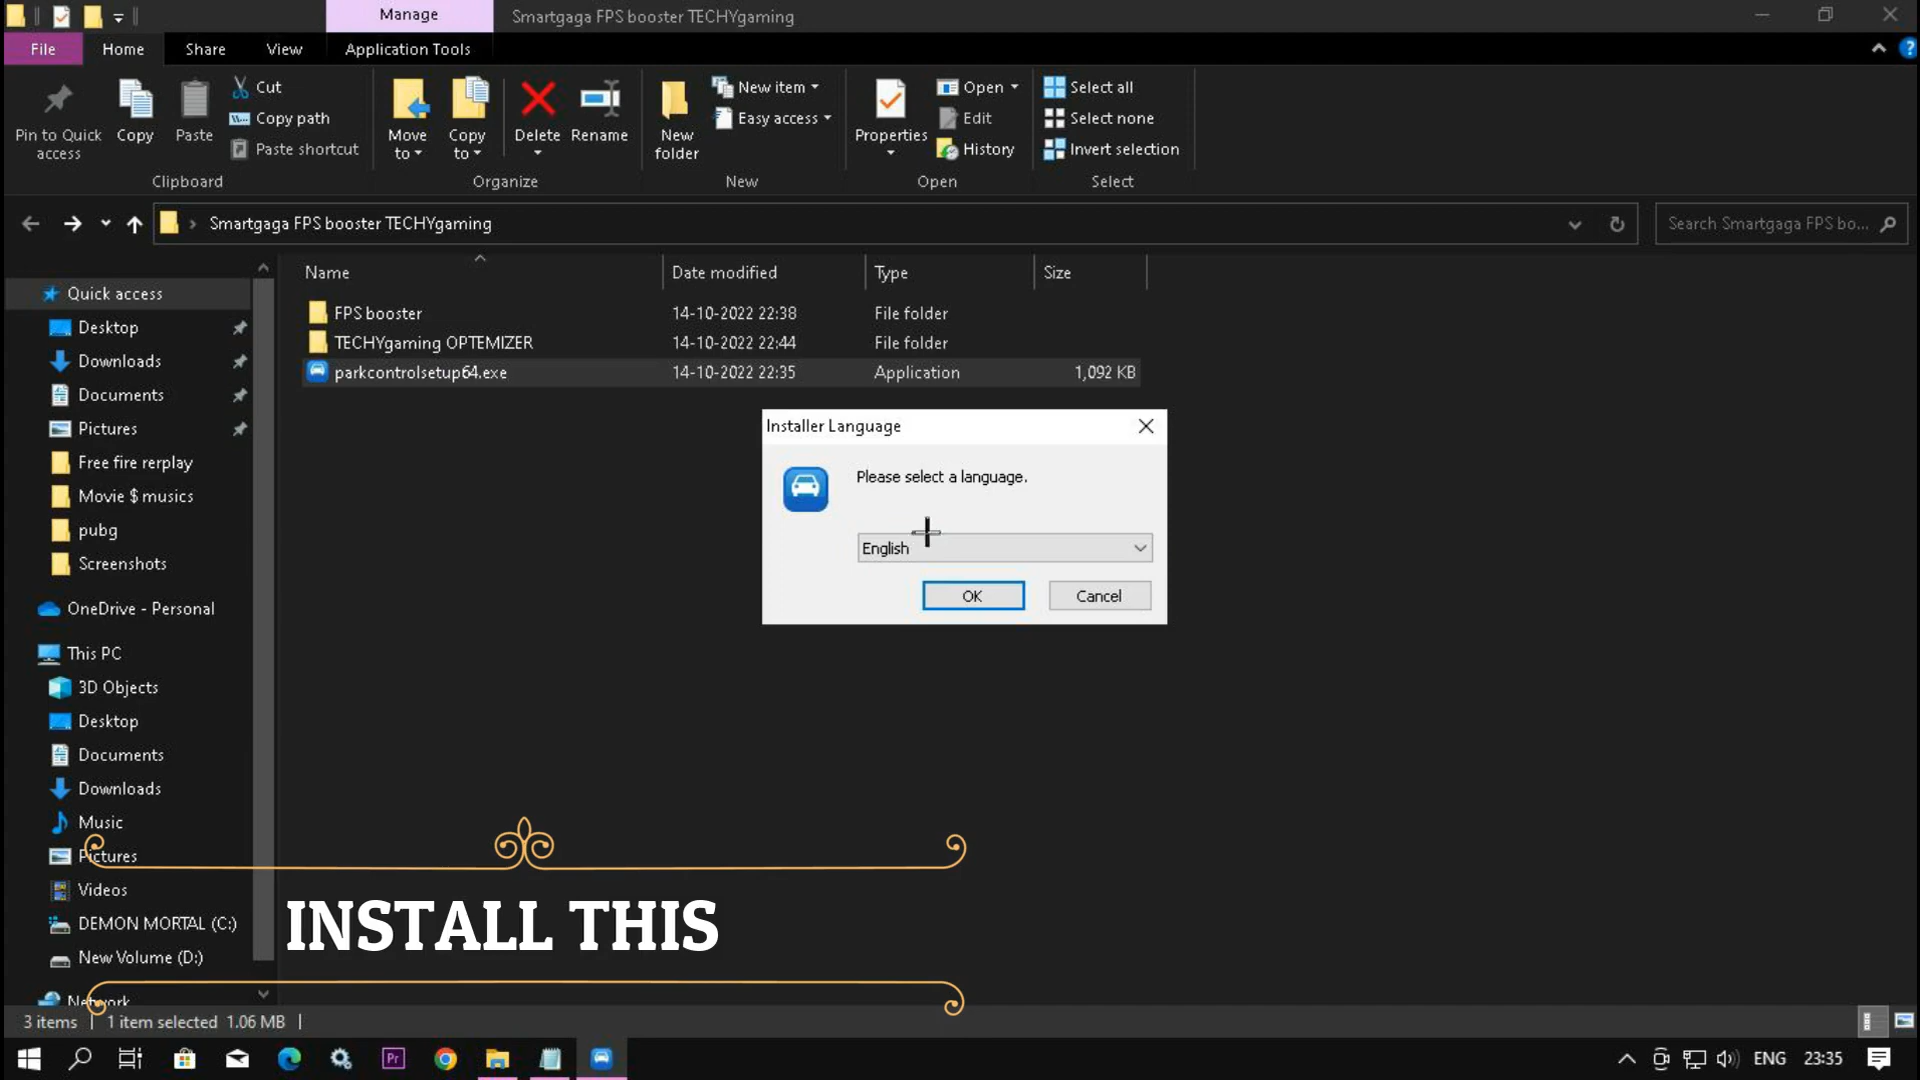 Manage
Smartgaga FPS booster TECHYgaming
File
Home
Share
View
Application Tools
Pin to Quick access
Copy
Paste
Cut
Copy path
Paste shortcut
Clipboard
Move to
Copy to
Delete
Rename
Organize
New folder
New item
Easy access
New
Properties
Open
Edit
History
Open
Select all
Select none
Invert selection
Select
Smartgaga FPS booster TECHYgaming
Search Smartgaga FPS bo...
Name
Date modified
Type
Size
FPS booster
14-10-2022 22:38
File folder
TECHYgaming OPTEMIZER
14-10-2022 22:44
File folder
parkcontrolsetup64.exe
14-10-2022 22:35
Application
1,092 KB
Quick access
Desktop
Downloads
Documents
Pictures
Free fire rerplay
Movie $ musics
pubg
Screenshots
OneDrive - Personal
This PC
3D Objects
Desktop
Documents
Downloads
Music
Pictures
Videos
DEMON MORTAL (C:)
New Volume (D:)
Network
Installer Language
Please select a language.
English
OK
Cancel
INSTALL THIS
3 items
1 item selected 1.06 MB
Pr
ENG
23:35